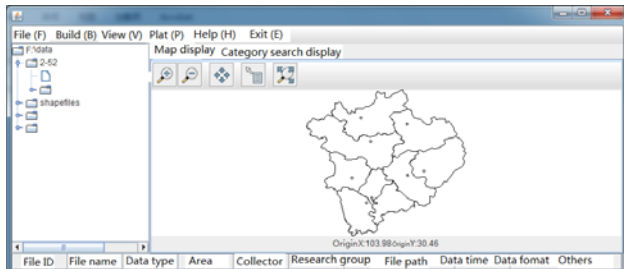 File (F) Build (B) View (V) Plat (P) Help (H) Exit (E)
F:\data
2-52
shapefiles
Map display Category search display
OriginX:103.98 OriginY:30.46
File ID File name Data type Area Collector Research group File path Data time Data fomat Others